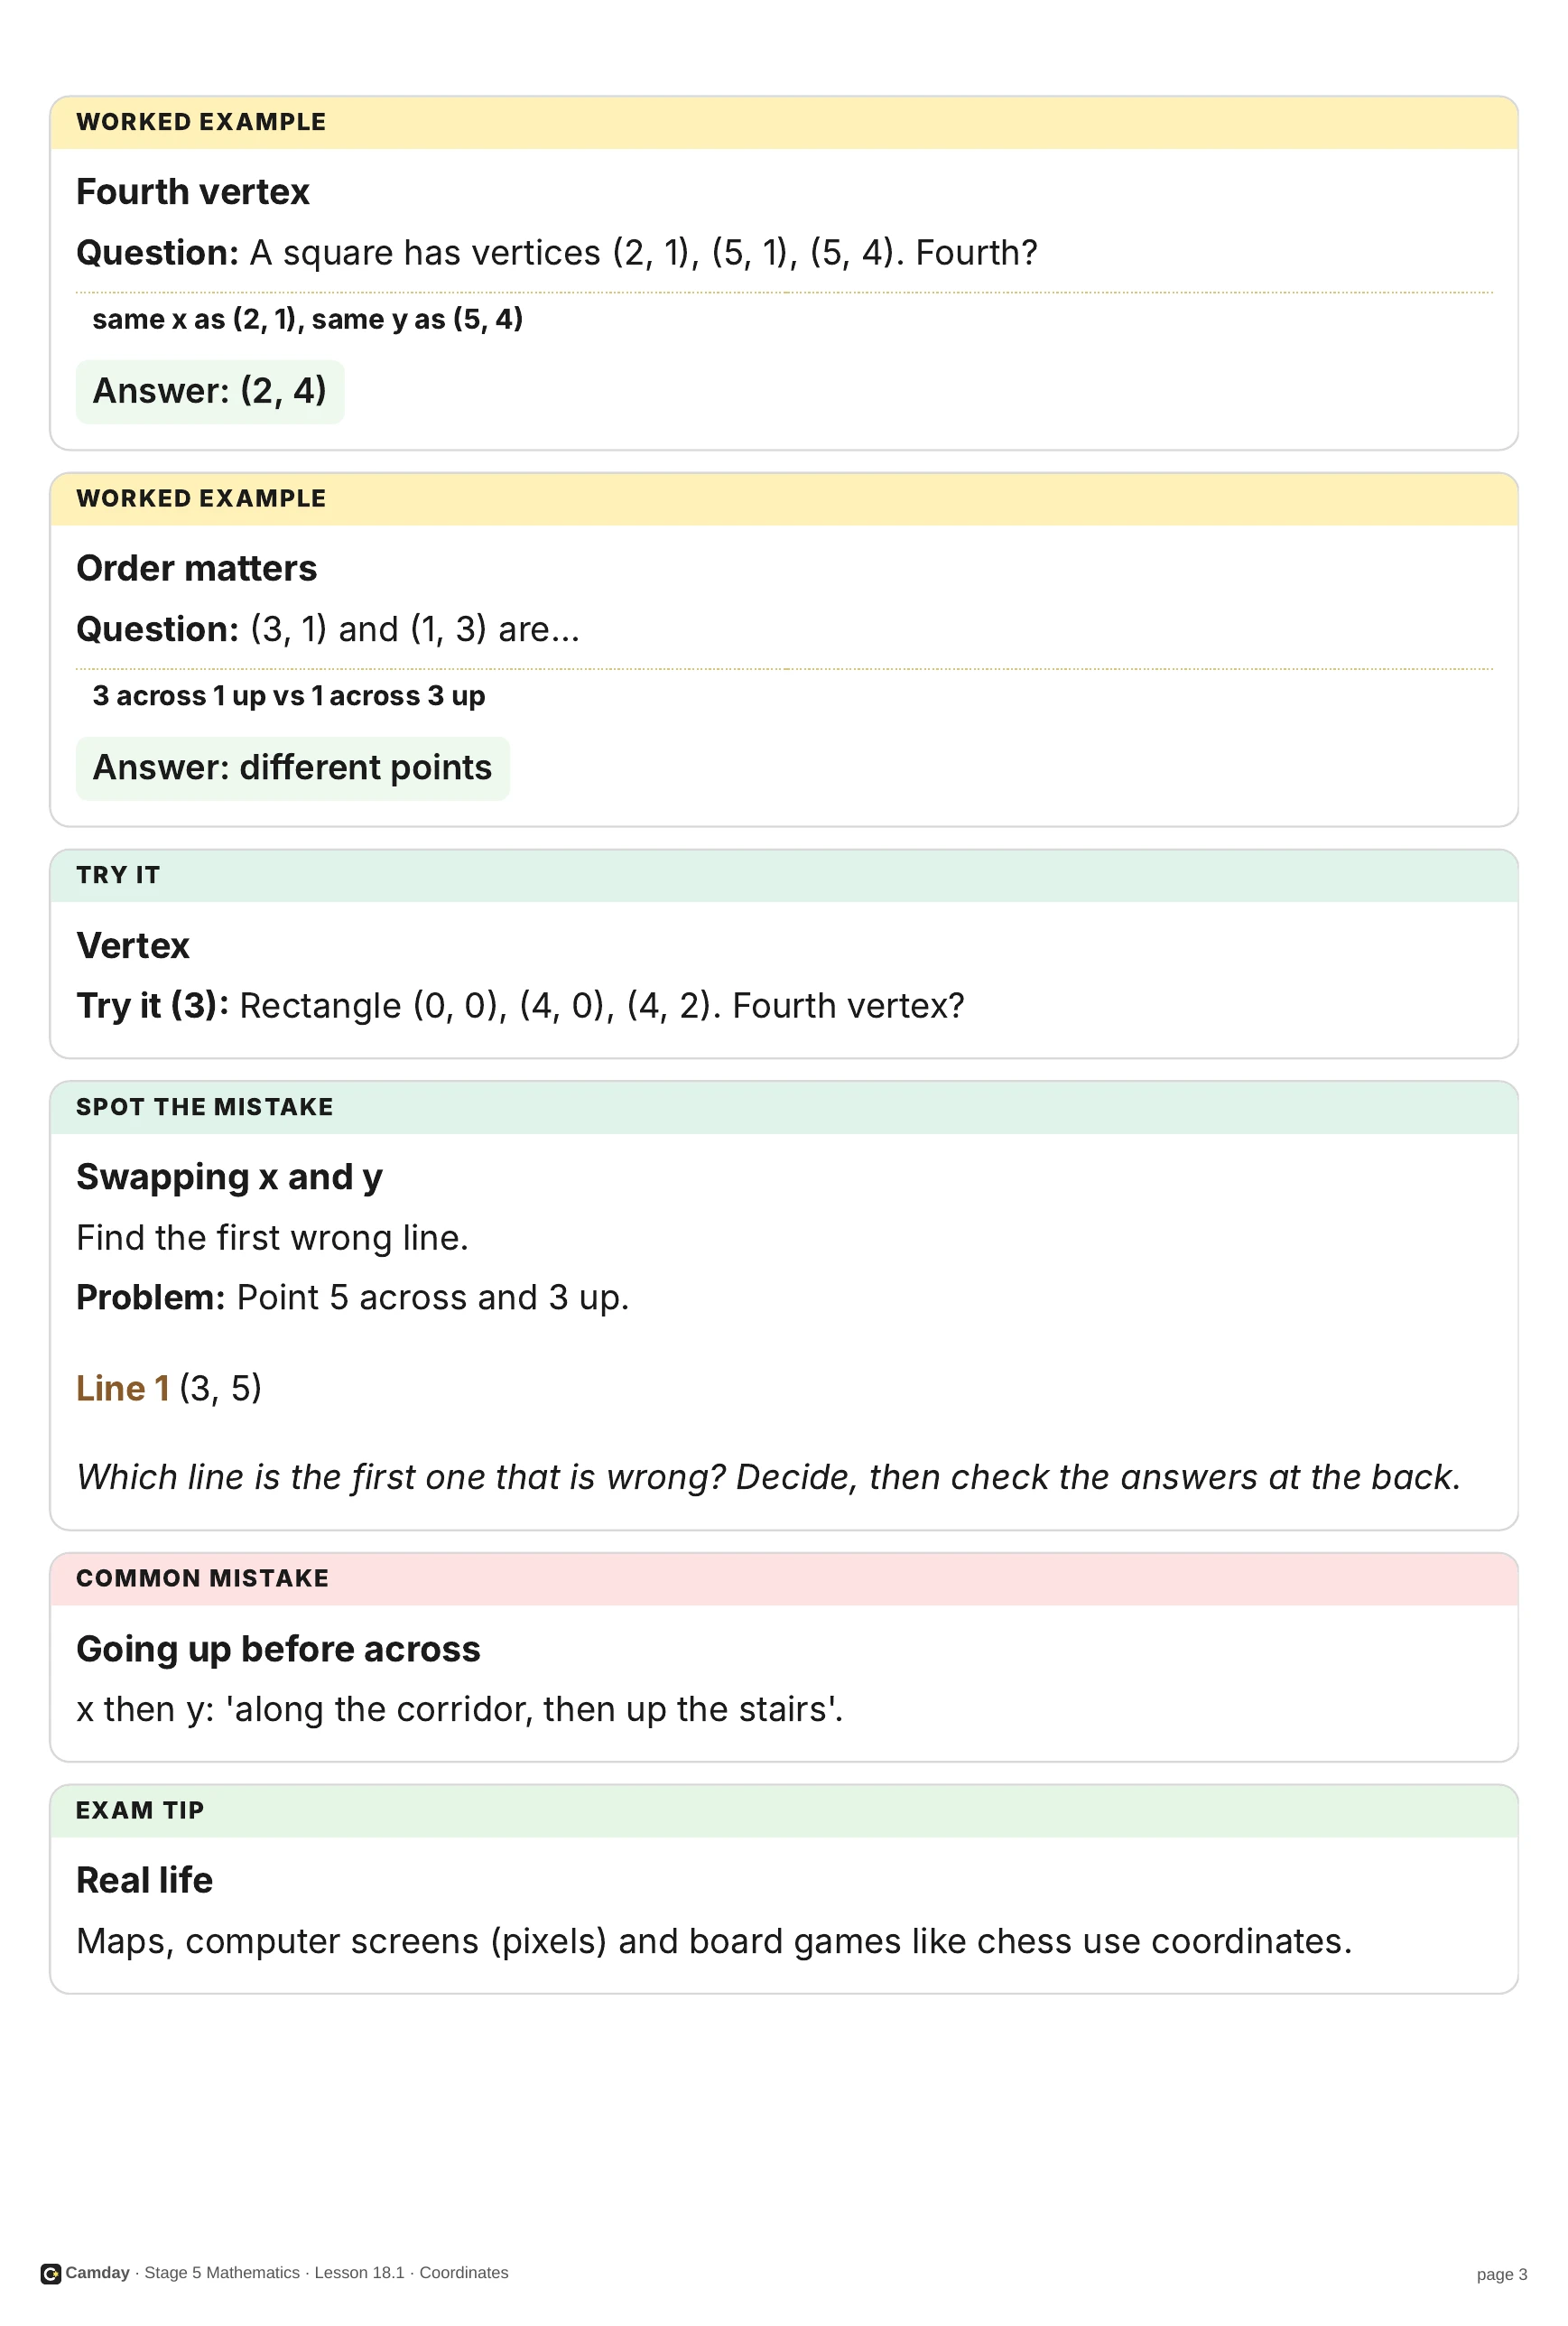 WORKED EXAMPLE
Fourth vertex
Question: A square has vertices (2, 1), (5, 1), (5, 4). Fourth?
same x as (2, 1), same y as (5, 4)
Answer: (2, 4)
WORKED EXAMPLE
Order matters
Question: (3, 1) and (1, 3) are...
3 across 1 up vs 1 across 3 up
Answer: different points
TRY IT
Vertex
Try it (3): Rectangle (0, 0), (4, 0), (4, 2). Fourth vertex?
SPOT THE MISTAKE
Swapping x and y
Find the first wrong line.
Problem: Point 5 across and 3 up.
Line 1 (3, 5)
Which line is the first one that is wrong? Decide, then check the answers at the back.
COMMON MISTAKE
Going up before across
x then y: 'along the corridor, then up the stairs'.
EXAM TIP
Real life
Maps, computer screens (pixels) and board games like chess use coordinates.
Camday · Stage 5 Mathematics · Lesson 18.1 · Coordinates
page 3